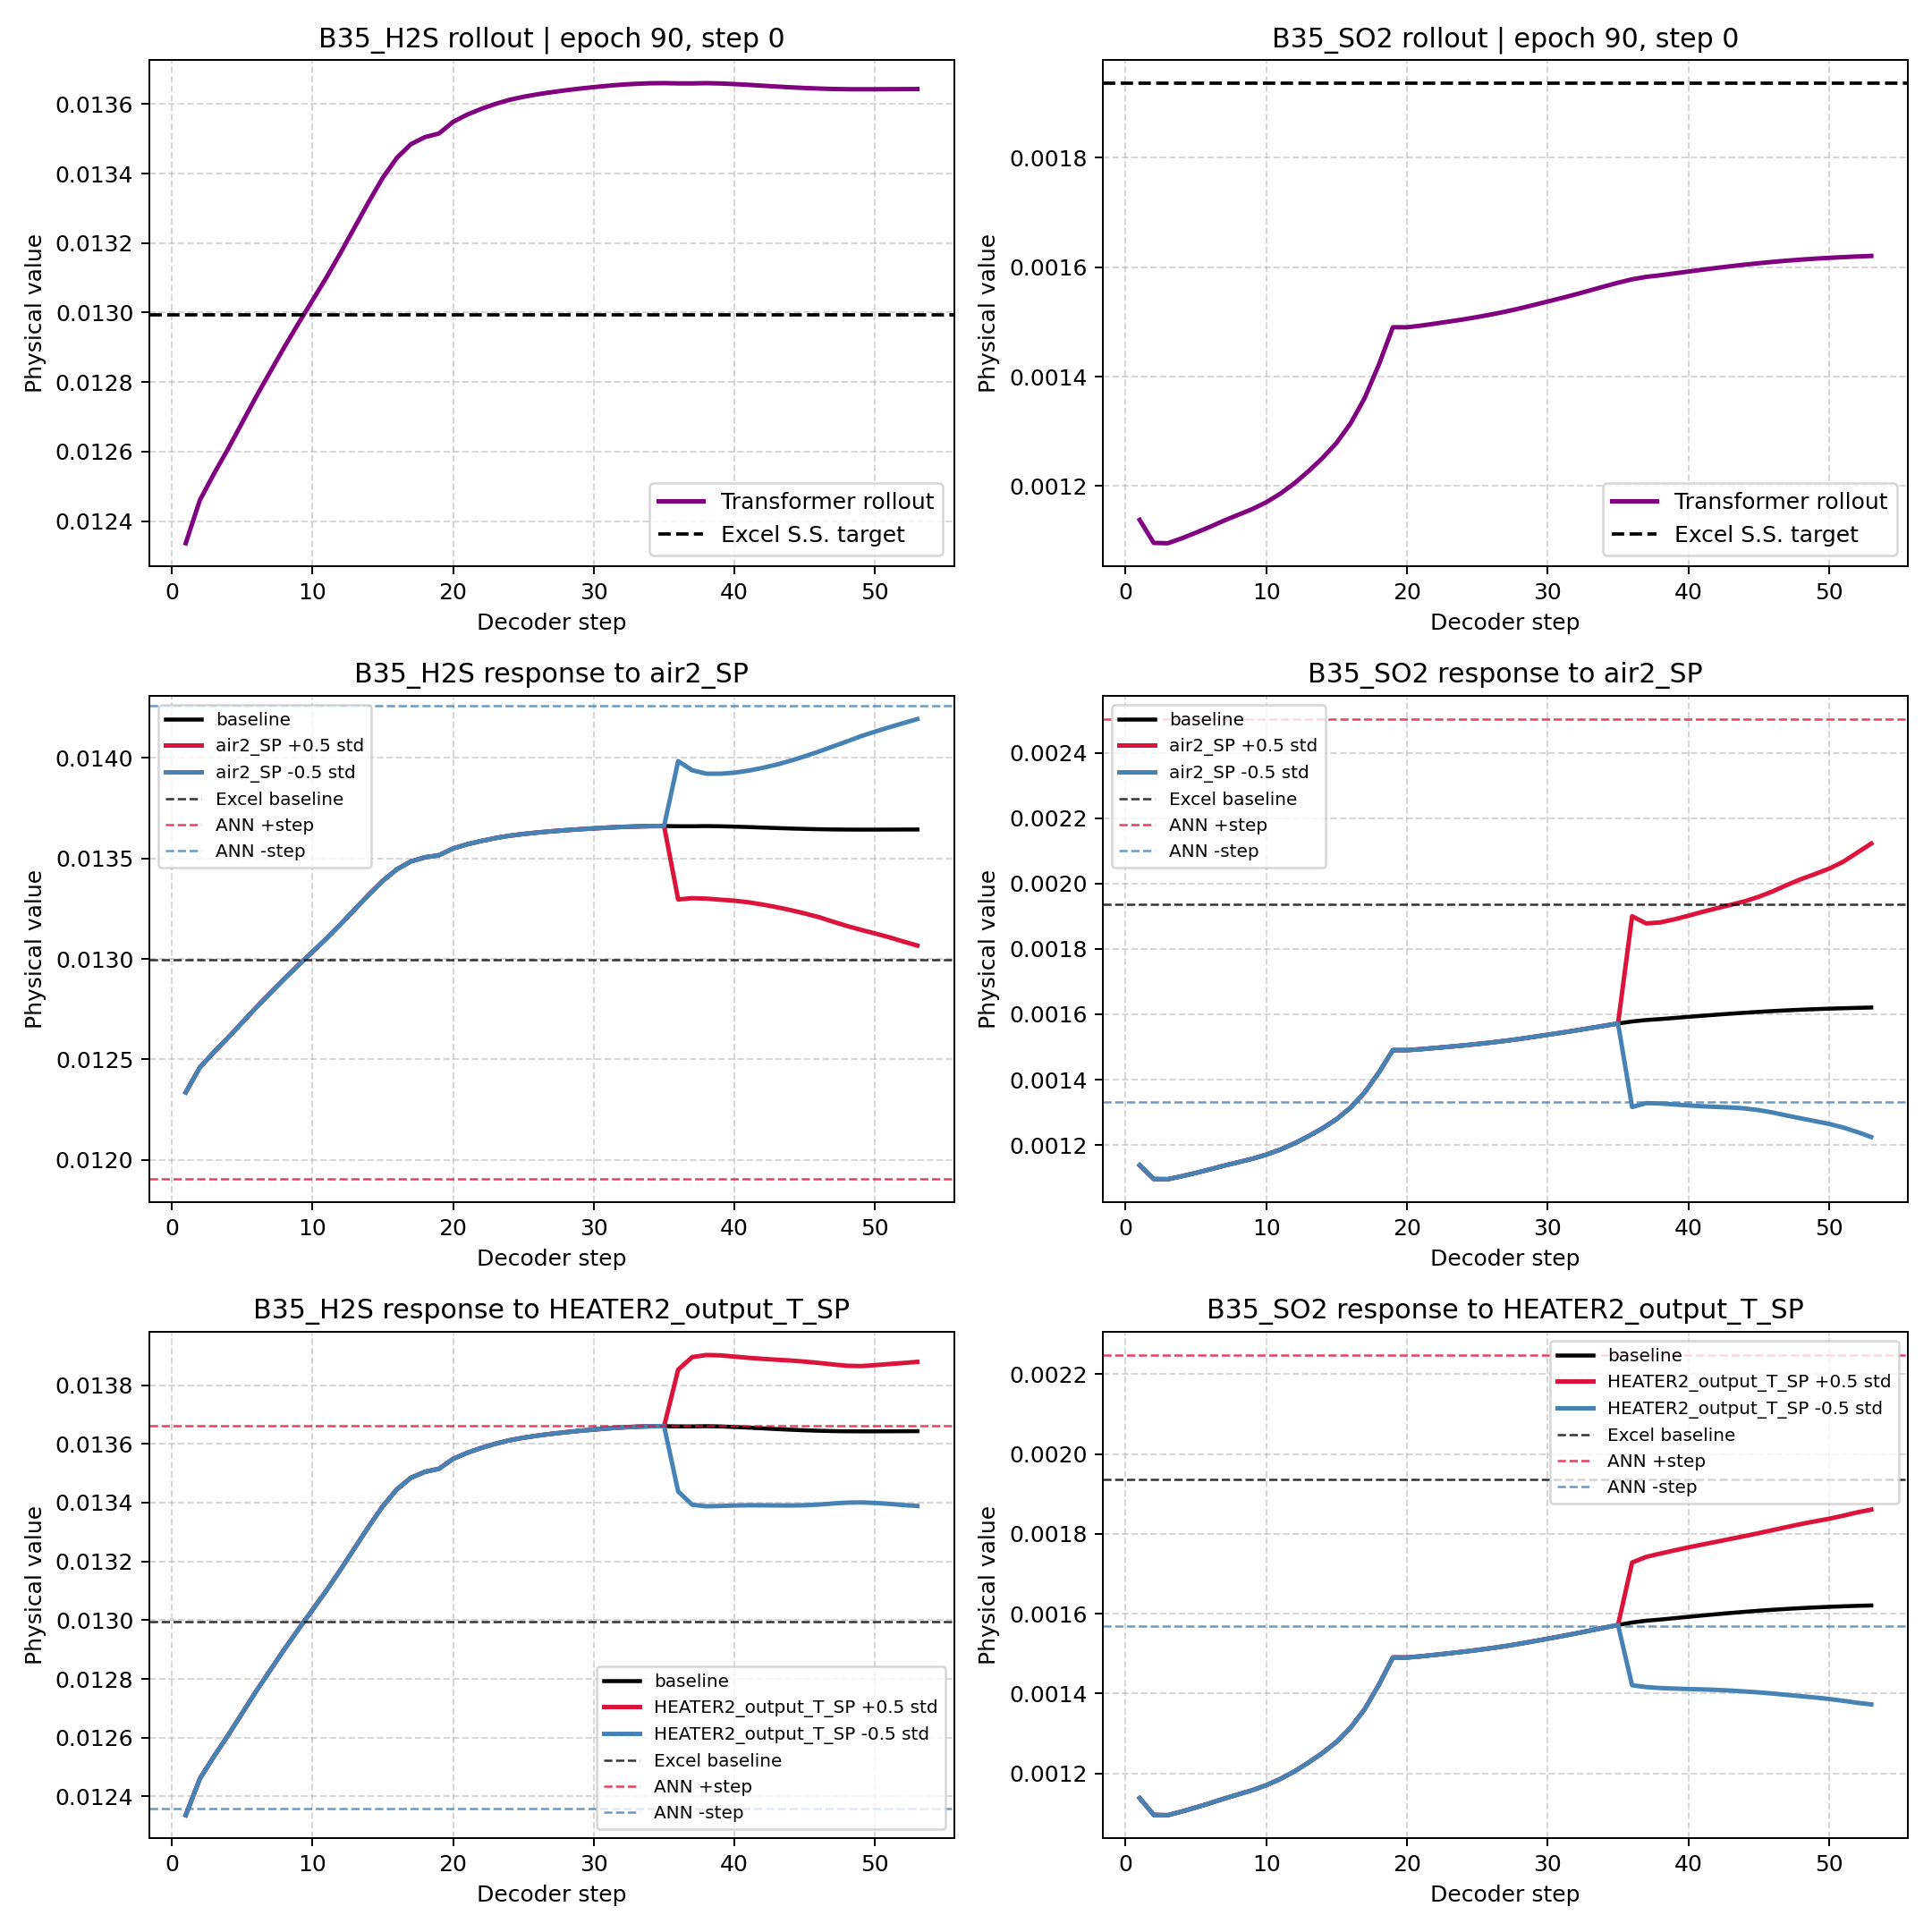 B35_H2S rollout | epoch 90, step 0
Physical value
0.0136
0.0134
0.0132
0.0130
0.0128
0.0126
0.0124
Transformer rollout
Excel S.S. target
0 10 20 30 40 50
Decoder step
B35_SO2 rollout | epoch 90, step 0
Physical value
0.0018
0.0016
0.0014
0.0012
Transformer rollout
Excel S.S. target
0 10 20 30 40 50
Decoder step
B35_H2S response to air2_SP
Physical value
0.0140
0.0135
0.0130
0.0125
0.0120
baseline
air2_SP +0.5 std
air2_SP -0.5 std
Excel baseline
ANN +step
ANN -step
0 10 20 30 40 50
Decoder step
B35_SO2 response to air2_SP
Physical value
0.0024
0.0022
0.0020
0.0018
0.0016
0.0014
0.0012
baseline
air2_SP +0.5 std
air2_SP -0.5 std
Excel baseline
ANN +step
ANN -step
0 10 20 30 40 50
Decoder step
B35_H2S response to HEATER2_output_T_SP
Physical value
0.0138
0.0136
0.0134
0.0132
0.0130
0.0128
0.0126
0.0124
baseline
HEATER2_output_T_SP +0.5 std
HEATER2_output_T_SP -0.5 std
Excel baseline
ANN +step
ANN -step
0 10 20 30 40 50
Decoder step
B35_SO2 response to HEATER2_output_T_SP
Physical value
0.0022
0.0020
0.0018
0.0016
0.0014
0.0012
baseline
HEATER2_output_T_SP +0.5 std
HEATER2_output_T_SP -0.5 std
Excel baseline
ANN +step
ANN -step
0 10 20 30 40 50
Decoder step